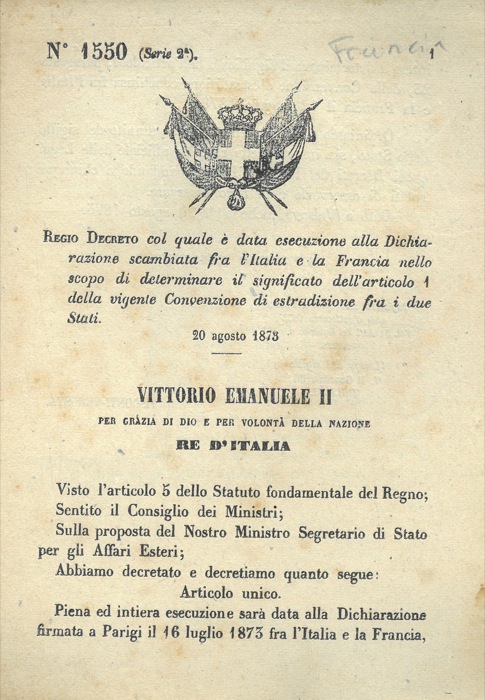 N° 1550 (Serie 2ª).
Francia
1
REGIO DECRETO col quale è data esecuzione alla Dichia-
razione scambiata fra l'Italia e la Francia nello
scopo di determinare il significato dell'articolo 1
della vigente Convenzione di estradizione fra i due
Stati.
20 agosto 1873
VITTORIO EMANUELE II
PER GRAZIA DI DIO E PER VOLONTÀ DELLA NAZIONE
RE D'ITALIA
Visto l'articolo 5 dello Statuto fondamentale del Regno;
Sentito il Consiglio dei Ministri;
Sulla proposta del Nostro Ministro Segretario di Stato
per gli Affari Esteri;
Abbiamo decretato e decretiamo quanto segue:
Articolo unico.
Piena ed intiera esecuzione sarà data alla Dichiarazione
firmata a Parigi il 16 luglio 1873 fra l'Italia e la Francia,